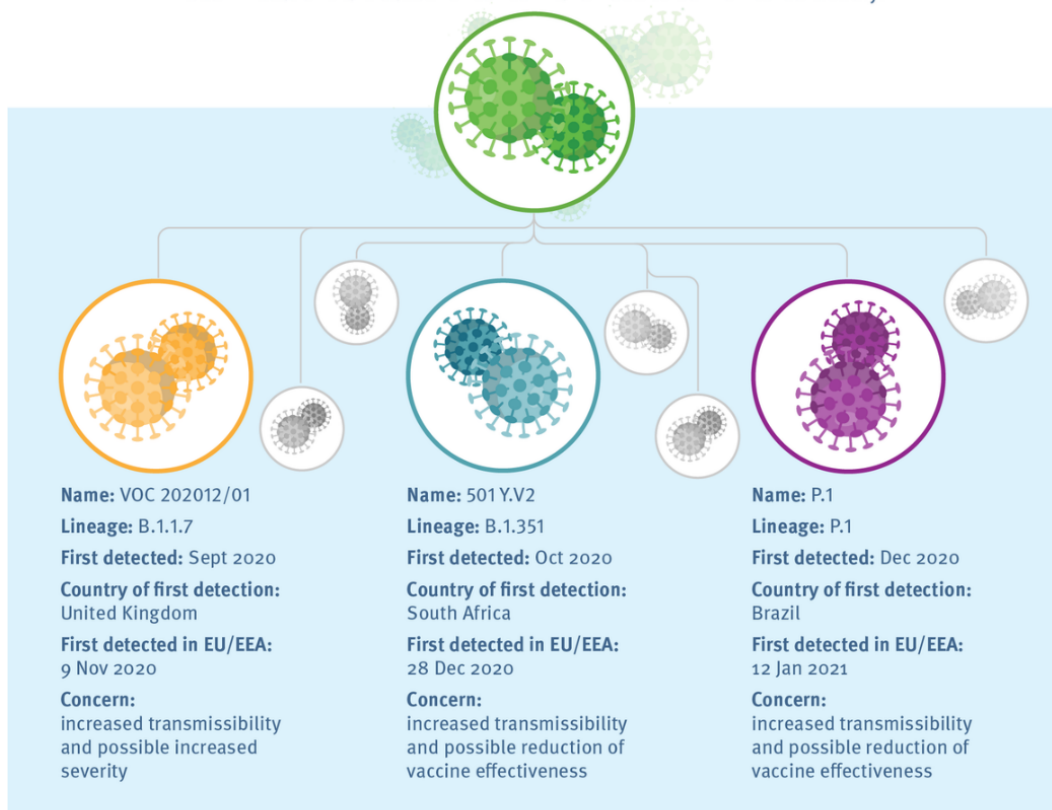 Name: VOC 202012/01
Lineage: B.1.1.7
First detected: Sept 2020
Country of first detection:
United Kingdom
First detected in EU/EEA:
9 Nov 2020
Concern:
increased transmissibility
and possible increased
severity
Name: 501 Y.V2
Lineage: B.1.351
First detected: Oct 2020
Country of first detection:
South Africa
First detected in EU/EEA:
28 Dec 2020
Concern:
increased transmissibility
and possible reduction of
vaccine effectiveness
Name: P.1
Lineage: P.1
First detected: Dec 2020
Country of first detection:
Brazil
First detected in EU/EEA:
12 Jan 2021
Concern:
increased transmissibility
and possible reduction of
vaccine effectiveness